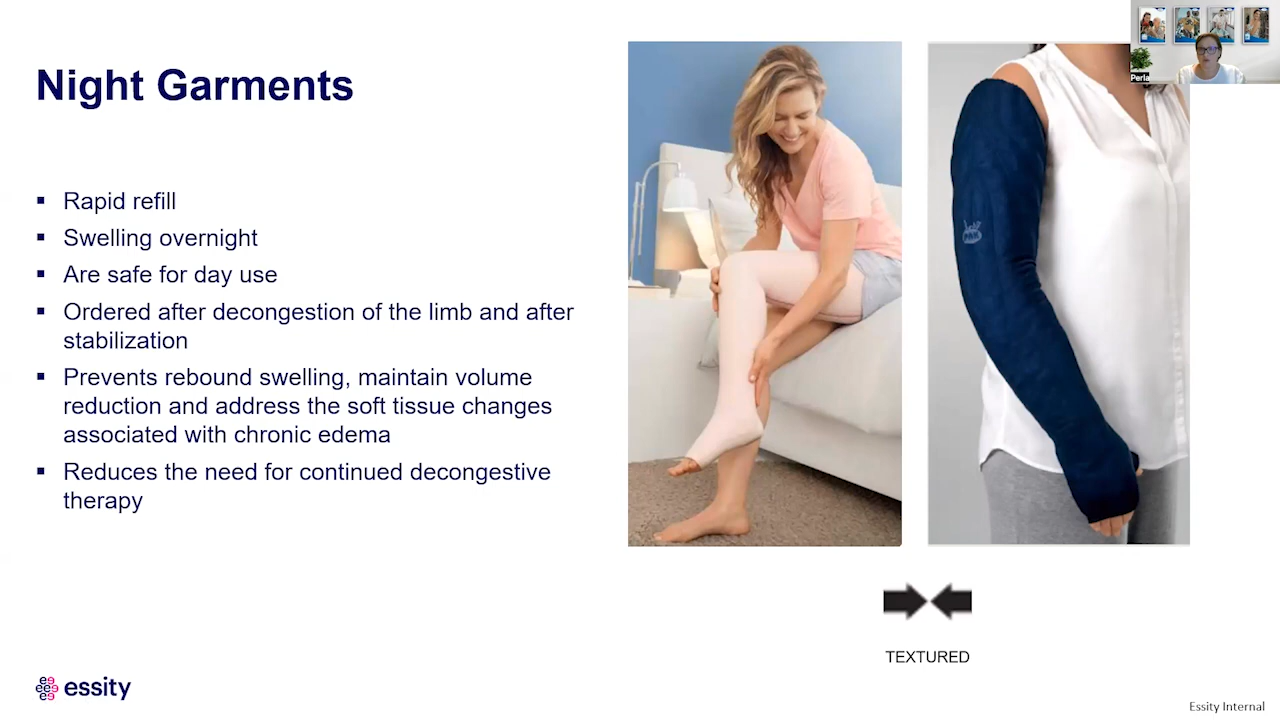 Night Garments
Rapid refill
Swelling overnight
Are safe for day use
Ordered after decongestion of the limb and after
stabilization
Prevents rebound swelling, maintain volume
reduction and address the soft tissue changes
associated with chronic edema
Reduces the need for continued decongestive
therapy
Perla
TEXTURED
essity
Essity Internal